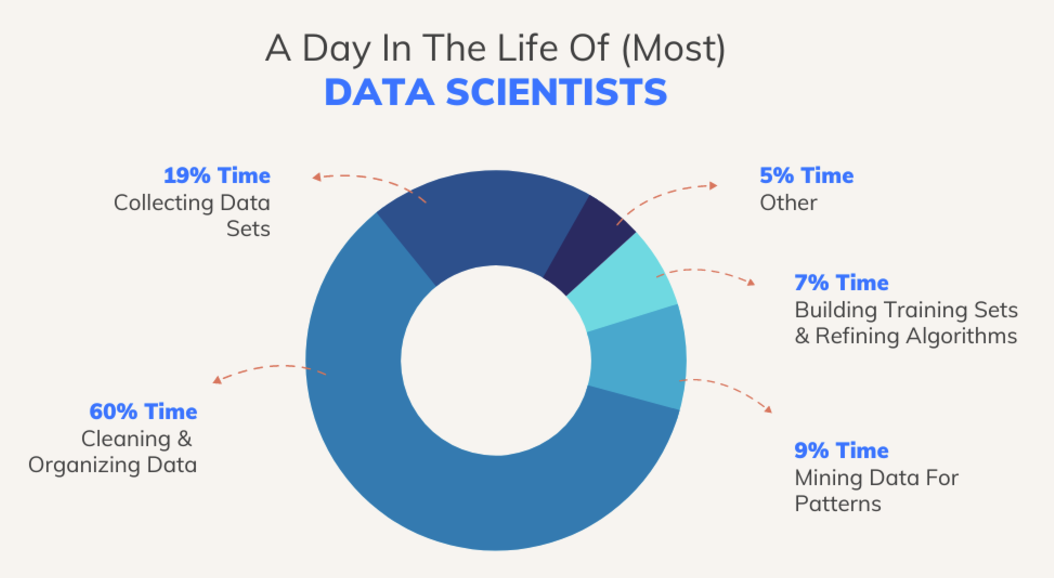 A Day In The Life Of (Most)
DATA SCIENTISTS
19% Time
Collecting Data
Sets
5% Time
Other
7% Time
Building Training Sets
& Refining Algorithms
60% Time
Cleaning &
Organizing Data
9% Time
Mining Data For
Patterns